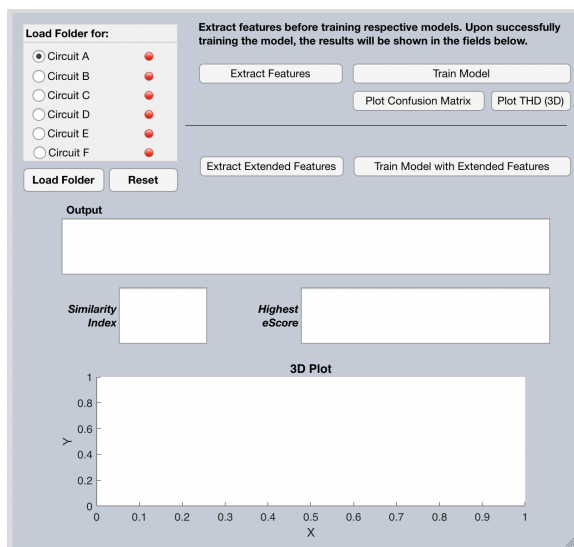 Load Folder for:
Circuit A
Circuit B
Circuit C
Circuit D
Circuit E
Circuit F
Load Folder
Reset
Extract features before training respective models. Upon successfully
training the model, the results will be shown in the fields below.
Extract Features
Train Model
Plot Confusion Matrix
Plot THD (3D)
Extract Extended Features
Train Model with Extended Features
Output
Similarity
Index
Highest
eScore
3D Plot
1
0.8
0.6
0.4
0.2
0
Y
0 0.1 0.2 0.3 0.4 0.5 0.6 0.7 0.8 0.9 1
X